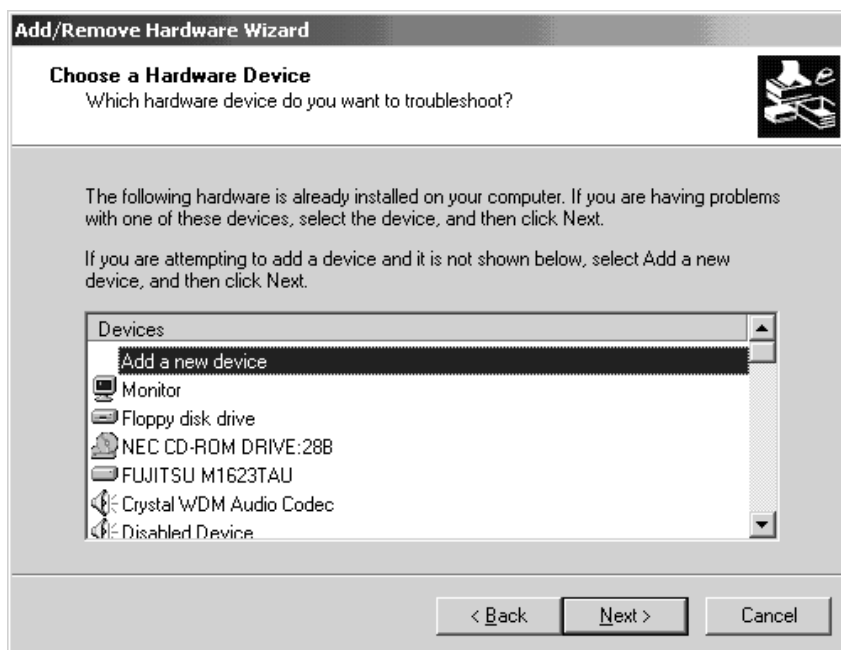 Add/Remove Hardware Wizard
Choose a Hardware Device
Which hardware device do you want to troubleshoot?
The following hardware is already installed on your computer. If you are having problems
with one of these devices, select the device, and then click Next.
If you are attempting to add a device and it is not shown below, select Add a new
device, and then click Next.
Devices
Add a new device
Monitor
Floppy disk drive
NEC CD-ROM DRIVE:28B
FUJITSU M1623TAU
Crystal WDM Audio Codec
Disabled Device
< Back Next > Cancel